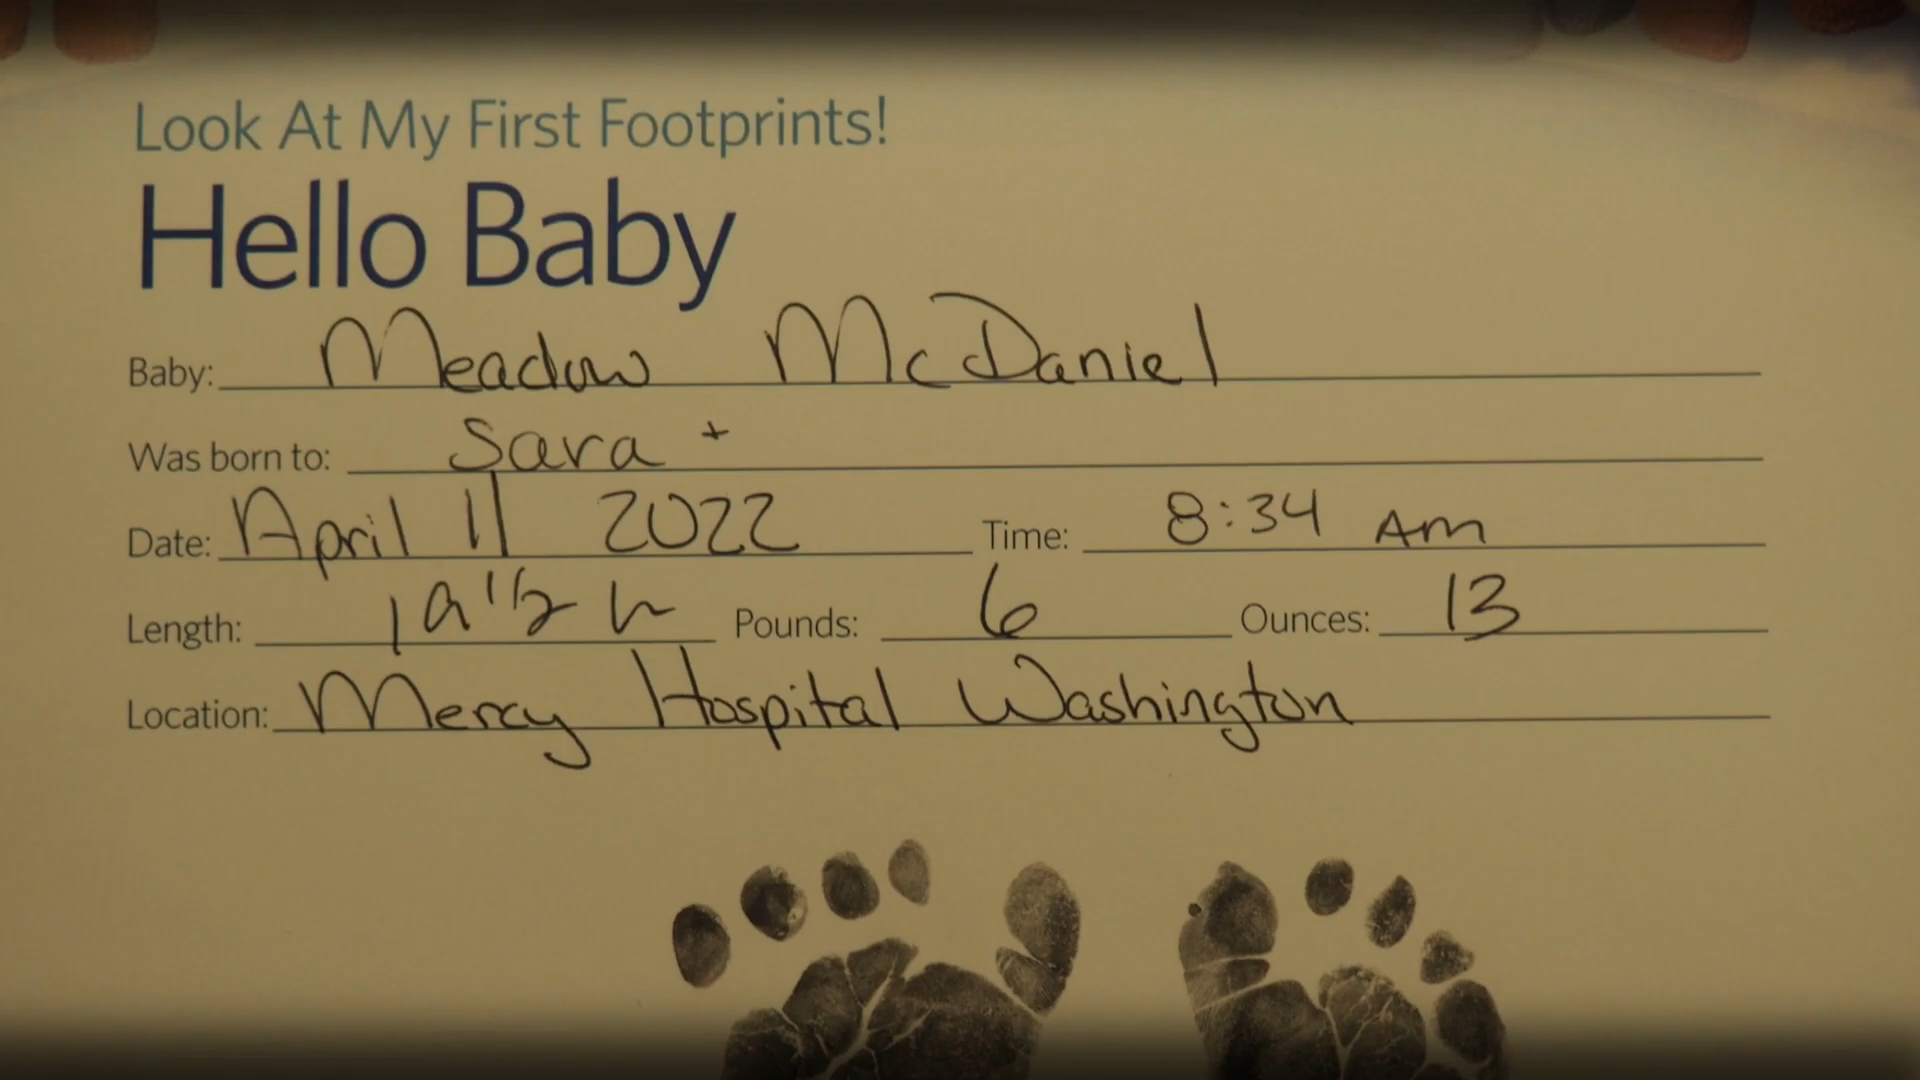 Look At My First Footprints!
Hello Baby
Baby: Meadow McDaniel
Was born to: Sara +
Date: April 11 2022 Time: 8:34 AM
Length: 19 1/2 in Pounds: 6 Ounces: 13
Location: Mercy Hospital Washington